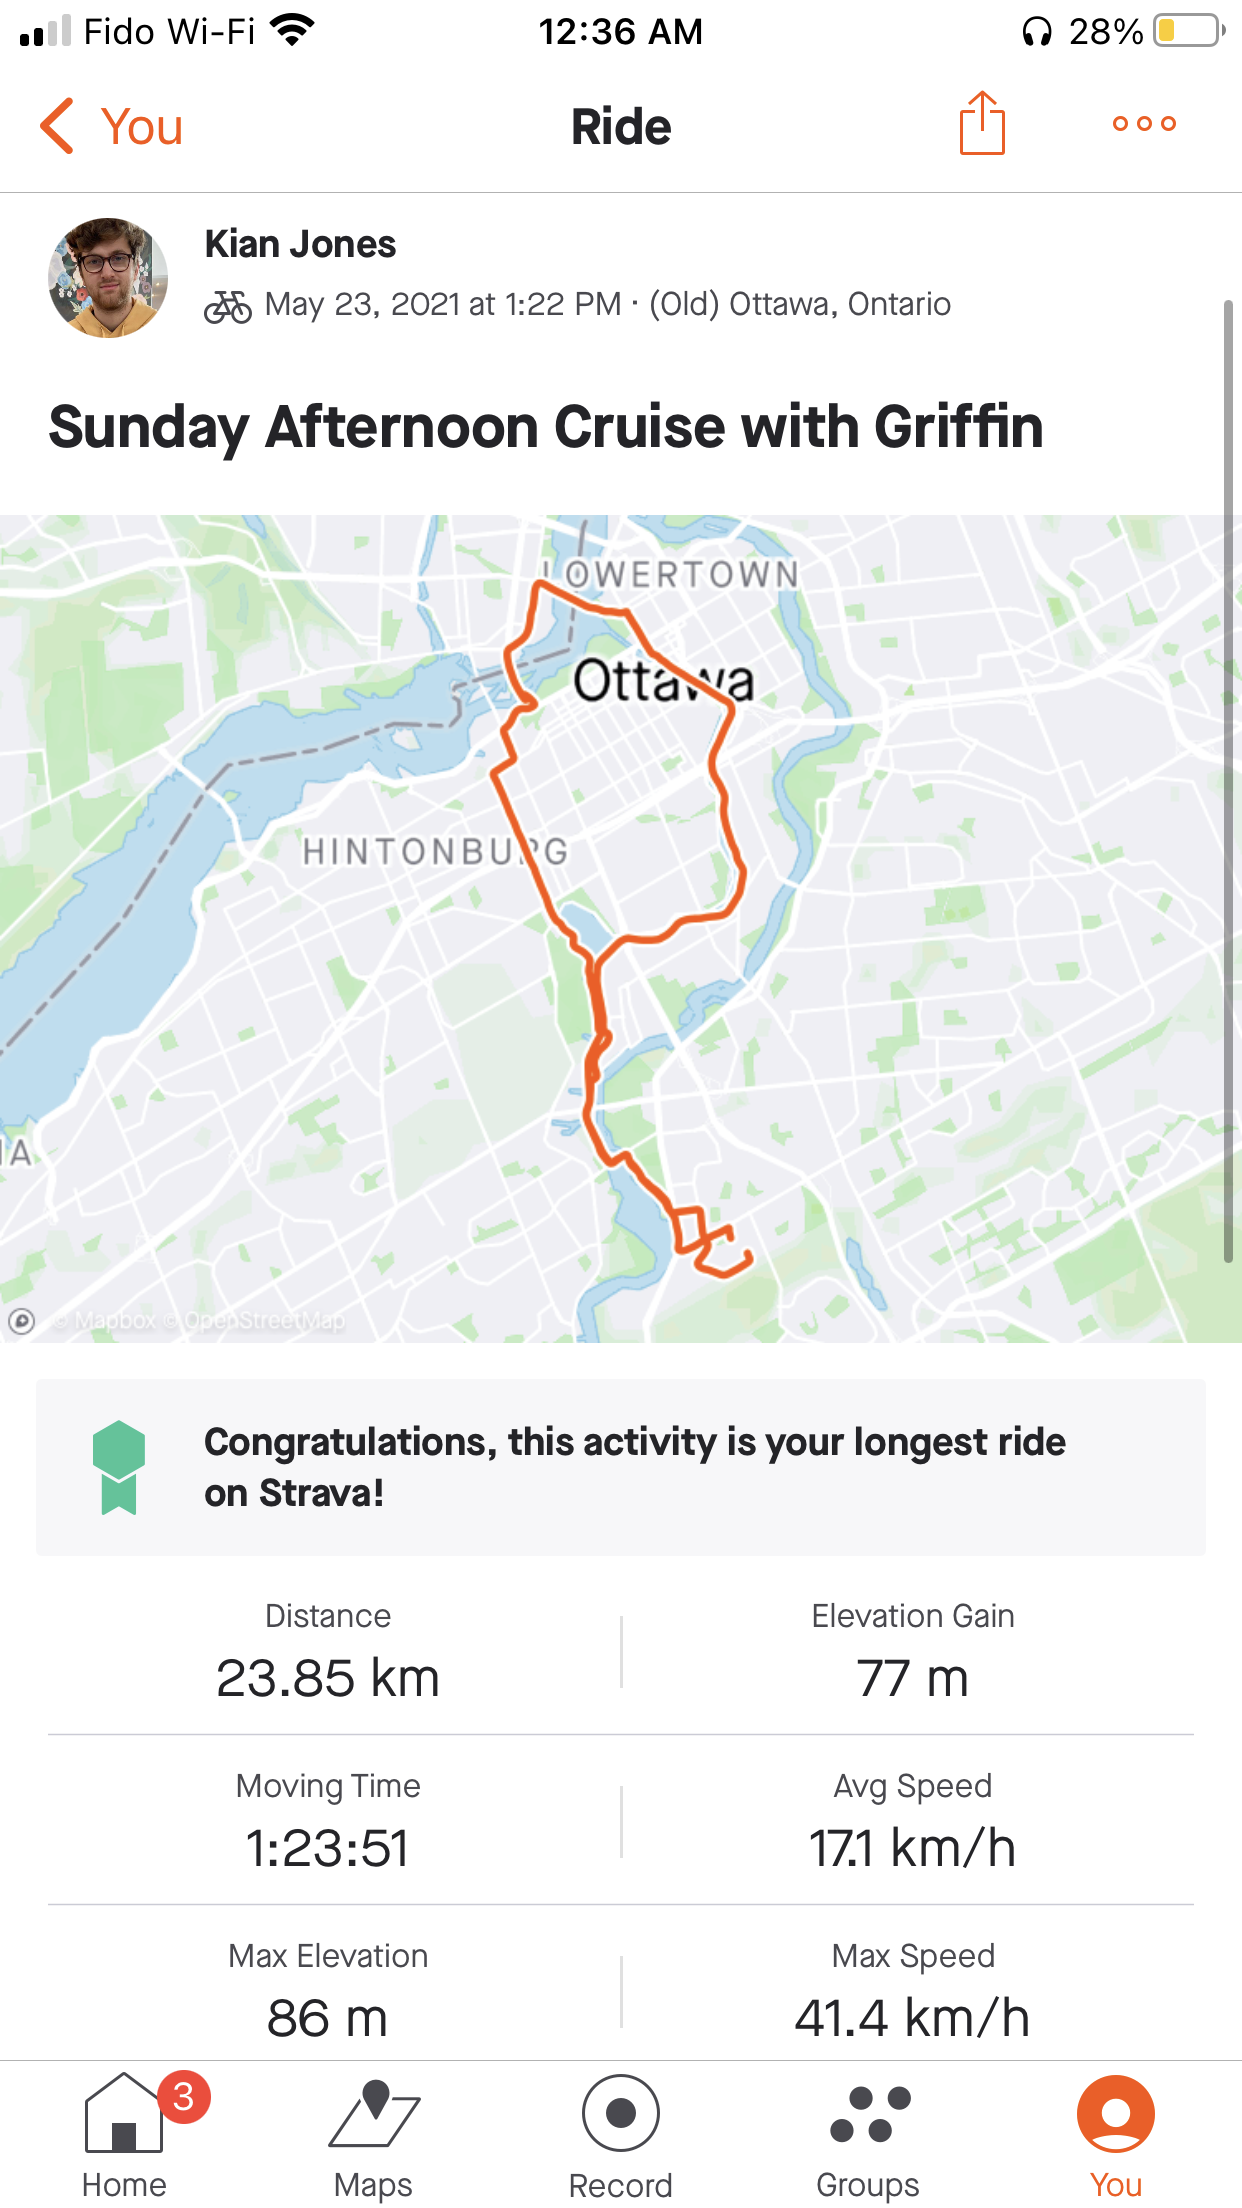 Fido Wi-Fi 12:36 AM 28%
You Ride
Kian Jones
May 23, 2021 at 1:22 PM · (Old) Ottawa, Ontario
Sunday Afternoon Cruise with Griffin
LOWERTOWN
Ottawa
HINTONBURG
IA
© Mapbox © OpenStreetMap
Congratulations, this activity is your longest ride
on Strava!
Distance Elevation Gain
23.85 km 77 m
Moving Time Avg Speed
1:23:51 17.1 km/h
Max Elevation Max Speed
86 m 41.4 km/h
3
Home Maps Record Groups You